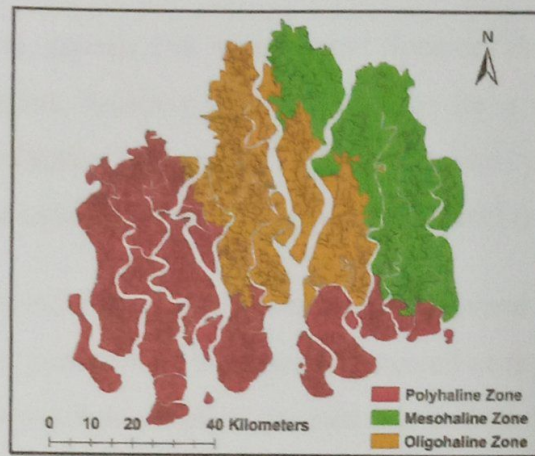 N
Polyhaline Zone
Mesohaline Zone
0 10 20 40 Kilometers
Oligohaline Zone